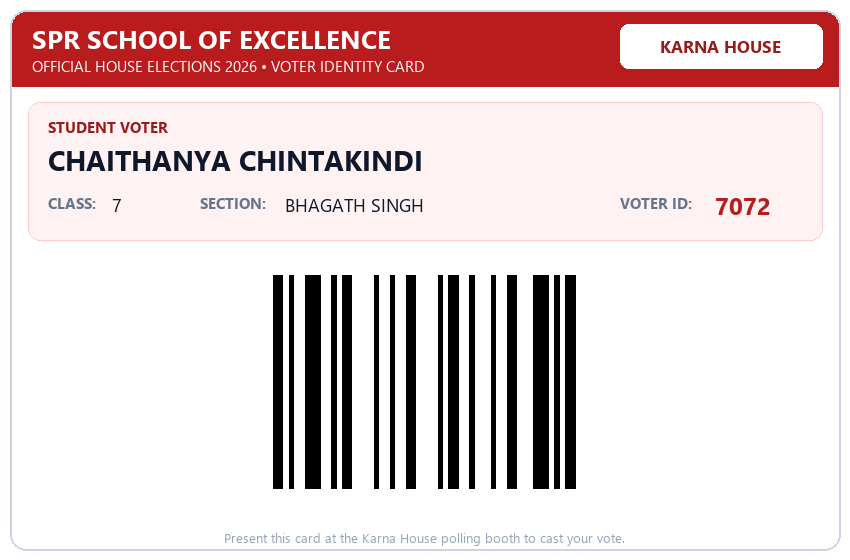 SPR SCHOOL OF EXCELLENCE
OFFICIAL HOUSE ELECTIONS 2026 • VOTER IDENTITY CARD
KARNA HOUSE
STUDENT VOTER
CHAITHANYA CHINTAKINDI
CLASS: 7 SECTION: BHAGATH SINGH VOTER ID: 7072
Present this card at the Karna House polling booth to cast your vote.